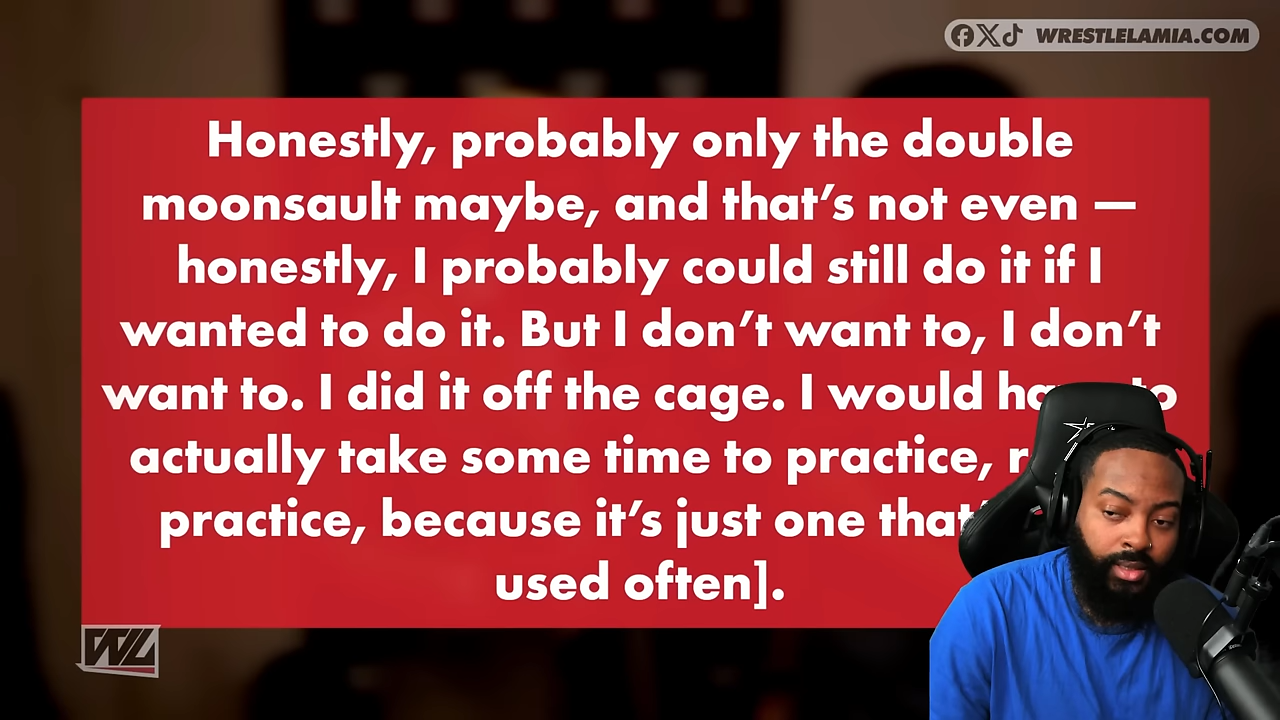 WRESTLELAMIA.COM
Honestly, probably only the double
moonsault maybe, and that's not even —
honestly, I probably could still do it if I
wanted to do it. But I don't want to, I don't
want to. I did it off the cage. I would to
actually take some time to practice,
practice, because it's just one
used often].
WL